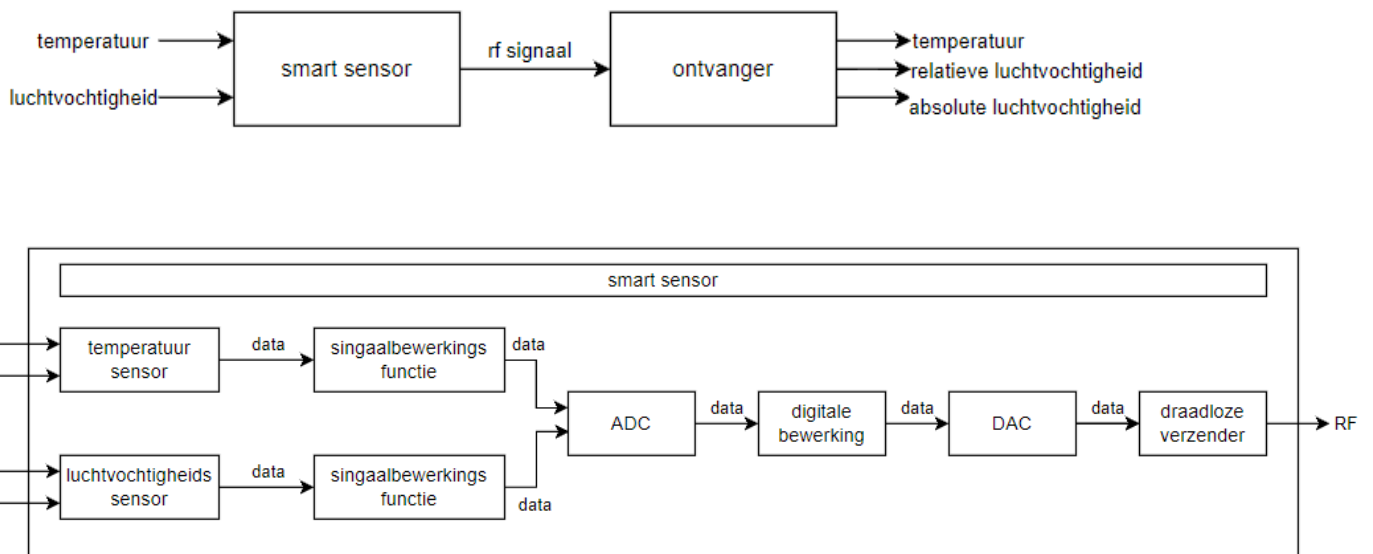 temperatuur
luchtvochtigheid
smart sensor
rf signaal
ontvanger
temperatuur
relatieve luchtvochtigheid
absolute luchtvochtigheid
smart sensor
temperatuur
sensor
data
singaalbewerkings
functie
data
luchtvochtigheids
sensor
data
singaalbewerkings
functie
data
ADC
data
digitale
bewerking
data
DAC
data
draadloze
verzender
RF